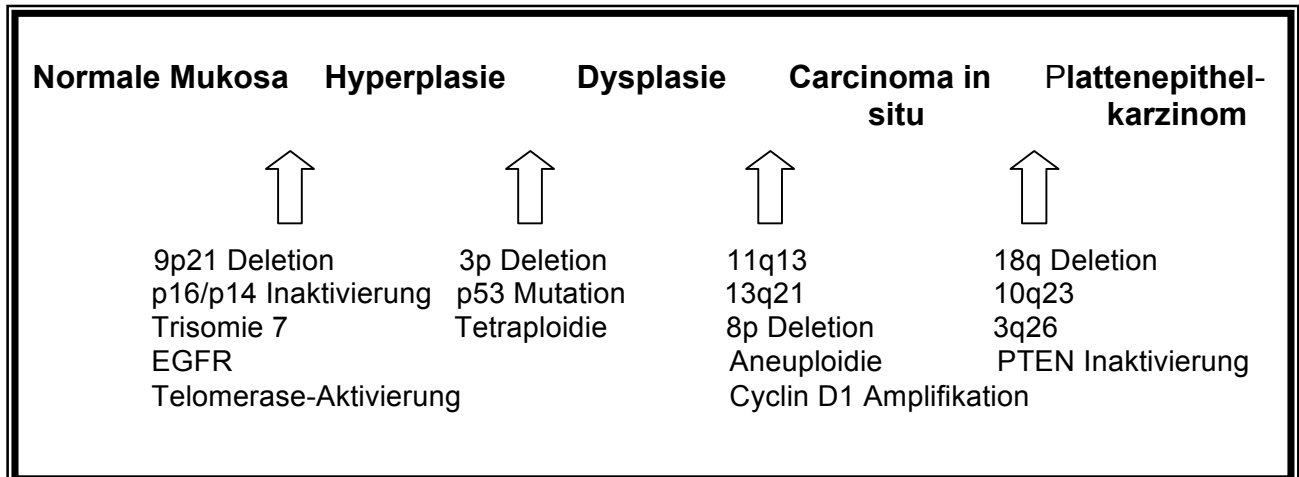 Normale Mukosa Hyperplasie Dysplasie Carcinoma in Plattenepithel-
situ karzinom
9p21 Deletion 3p Deletion 11q13 18q Deletion
p16/p14 Inaktivierung p53 Mutation 13q21 10q23
Trisomie 7 Tetraploidie 8p Deletion 3q26
EGFR Aneuploidie PTEN Inaktivierung
Telomerase-Aktivierung Cyclin D1 Amplifikation